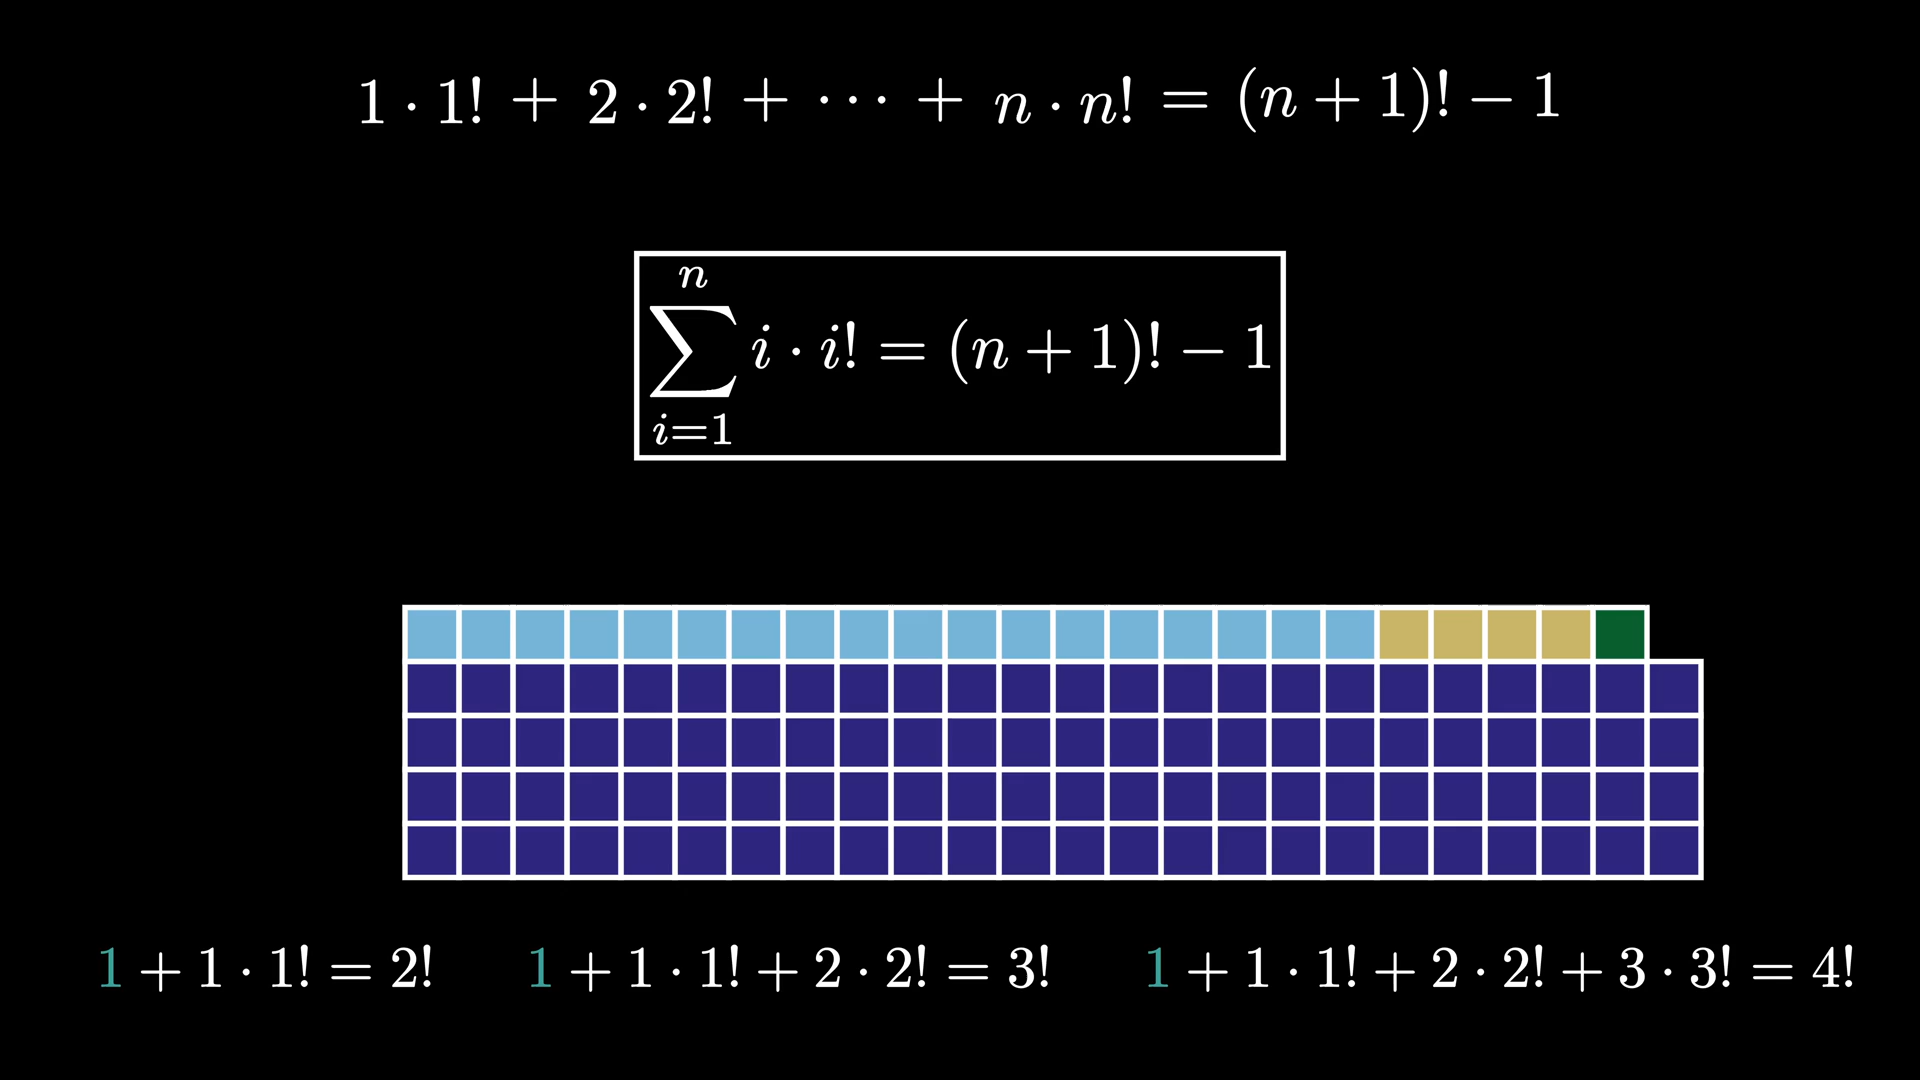 1 · 1! + 2 · 2! + ··· + n · n! = (n + 1)! − 1
n
∑ i · i! = (n + 1)! − 1
i=1
1 + 1 · 1! = 2! 1 + 1 · 1! + 2 · 2! = 3! 1 + 1 · 1! + 2 · 2! + 3 · 3! = 4!